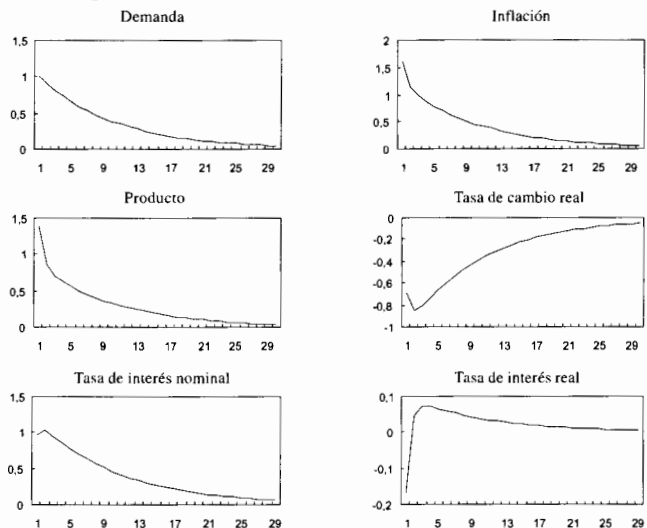 Demanda
1,5
1
0,5
0
1 5 9 13 17 21 25 29
Inflación
2
1,5
1
0,5
0
1 5 9 13 17 21 25 29
Producto
1,5
1
0,5
0
1 5 9 13 17 21 25 29
Tasa de cambio real
0
-0,2
-0,4
-0,6
-0,8
-1
1 5 9 13 17 21 25 29
Tasa de interés nominal
1,5
1
0,5
0
1 5 9 13 17 21 25 29
Tasa de interés real
0,1
0
-0,1
-0,2
1 5 9 13 17 21 25 29